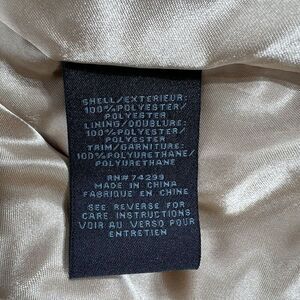 SHELL/EXTERIEUR:
100%POLYESTER/
POLYESTER
LINING/DOUBLURE:
100%POLYESTER/
POLYESTER
TRIM/GARNITURE:
100%POLYURETHANE/
POLYURETHANE
RN#74299
MADE IN CHINA
FABRIQUE EN CHINE
SEE REVERSE FOR
CARE INSTRUCTIONS
VOIR AU VERSO POUR
ENTRETIEN